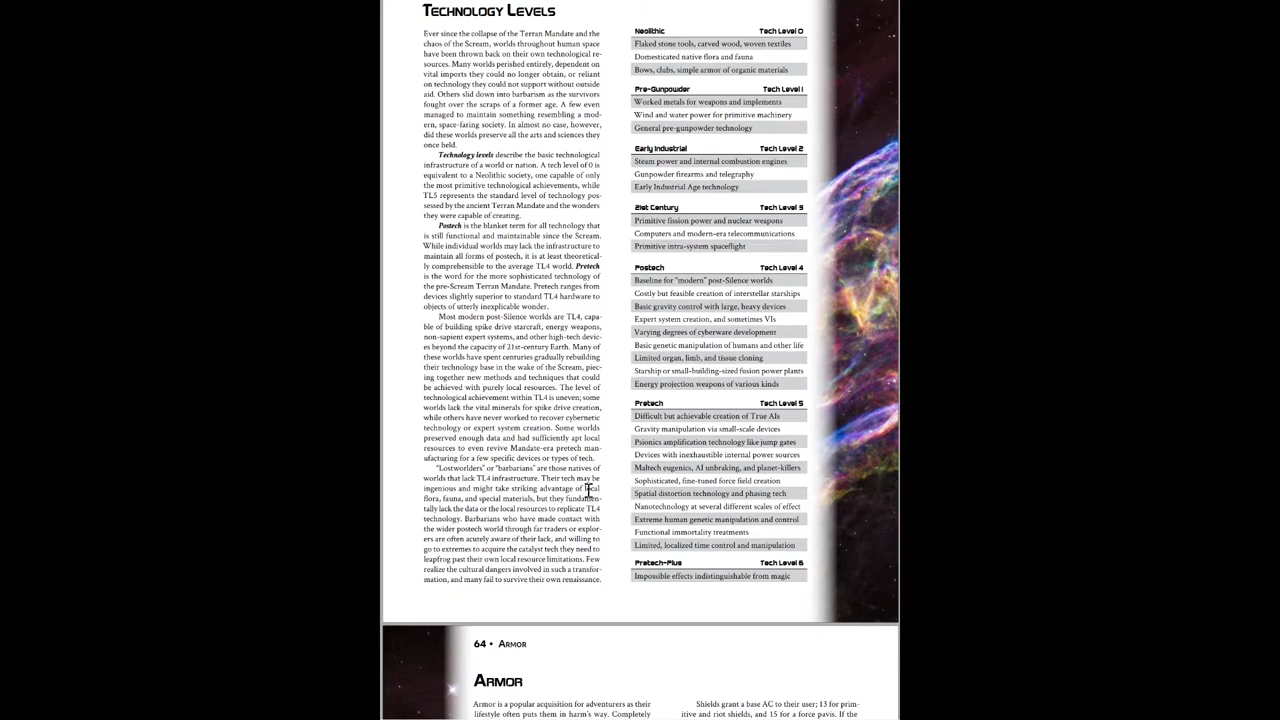 TECHNOLOGY LEVELS
Ever since the collapse of the Terran Mandate and the
chaos of the Scream, worlds throughout human space
have been thrown back on their own technological re-
sources. Many worlds perished entirely, dependent on
vital imports they could no longer obtain, or reliant
on technology they could not support without outside
aid. Others slid down into barbarism as the survivors
fought over the scraps of a former age. A few even
managed to maintain something resembling a mod-
ern, space-faring society. In almost no case, however,
did these worlds preserve all the arts and sciences they
once held.
Technology levels describe the basic technological
infrastructure of a world or nation. A tech level of 0 is
equivalent to a Neolithic society, one capable of only
the most primitive technological achievements, while
TL5 represents the standard level of technology pos-
sessed by the ancient Terran Mandate and the wonders
they were capable of creating.
Postech is the blanket term for all technology that
is still functional and maintainable since the Scream.
While individual worlds may lack the infrastructure to
maintain all forms of postech, it is at least theoretical-
ly comprehensible to the average TL4 world. Pretech
is the word for the more sophisticated technology of
the pre-Scream Terran Mandate. Pretech ranges from
devices slightly superior to standard TL4 hardware to
objects of utterly inexplicable wonder.
Most modern post-Silence worlds are TL4, capa-
ble of building spike drive starcraft, energy weapons,
non-sapient expert systems, and other high-tech devic-
es beyond the capacity of 21st-century Earth. Many of
these worlds have spent centuries gradually rebuilding
their technology base in the wake of the Scream, piec-
ing together new methods and techniques that could
be achieved with purely local resources. The level of
technological achievement within TL4 is uneven; some
worlds lack the vital minerals for spike drive creation,
while others have never worked to recover cybernetic
technology or expert system creation. Some worlds
preserved enough data and had sufficiently apt local
resources to even revive Mandate-era pretech man-
ufacturing for a few specific devices or types of tech.
"Lostworlders" or "barbarians" are those natives of
worlds that lack TL4 infrastructure. Their tech may be
ingenious and might take striking advantage of local
flora, fauna, and special materials, but they fundamen-
tally lack the data or the local resources to replicate TL4
technology. Barbarians who have made contact with
the wider postech world through far traders or explor-
ers are often acutely aware of their lack, and willing to
go to extremes to acquire the catalyst tech they need to
leapfrog past their own local resource limitations. Few
realize the cultural dangers involved in such a transfor-
mation, and many fail to survive their own renaissance.
Neolithic Tech Level 0
Flaked stone tools, carved wood, woven textiles
Domesticated native flora and fauna
Bows, clubs, simple armor of organic materials
Pre-Gunpowder Tech Level 1
Worked metals for weapons and implements
Wind and water power for primitive machinery
General pre-gunpowder technology
Early Industrial Tech Level 2
Steam power and internal combustion engines
Gunpowder firearms and telegraphy
Early Industrial Age technology
21st Century Tech Level 3
Primitive fission power and nuclear weapons
Computers and modern-era telecommunications
Primitive intra-system spaceflight
Postech Tech Level 4
Baseline for "modern" post-Silence worlds
Costly but feasible creation of interstellar starships
Basic gravity control with large, heavy devices
Expert system creation, and sometimes VIs
Varying degrees of cyberware development
Basic genetic manipulation of humans and other life
Limited organ, limb, and tissue cloning
Starship or small-building-sized fusion power plants
Energy projection weapons of various kinds
Pretech Tech Level 5
Difficult but achievable creation of True AIs
Gravity manipulation via small-scale devices
Psionics amplification technology like jump gates
Devices with inexhaustible internal power sources
Maltech eugenics, AI unbraking, and planet-killers
Sophisticated, fine-tuned force field creation
Spatial distortion technology and phasing tech
Nanotechnology at several different scales of effect
Extreme human genetic manipulation and control
Functional immortality treatments
Limited, localized time control and manipulation
Pretech-Plus Tech Level 6
Impossible effects indistinguishable from magic
64 • ARMOR
ARMOR
Armor is a popular acquisition for adventurers as their
lifestyle often puts them in harm's way. Completely
Shields grant a base AC to their user; 13 for prim-
itive and riot shields, and 15 for a force pavis. If the